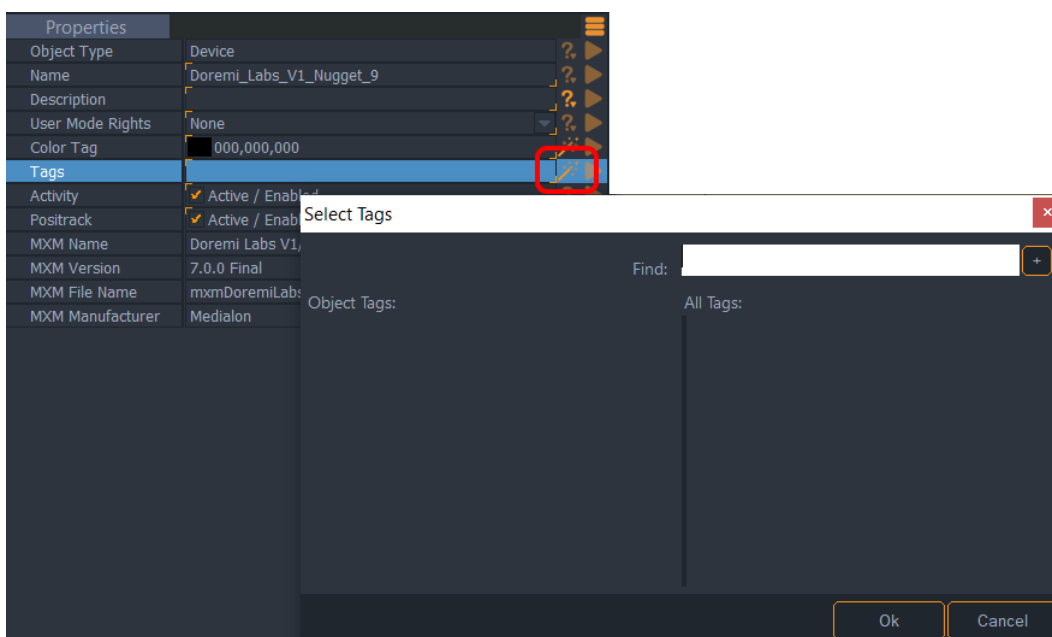 Properties
Object Type Device
Name Doremi_Labs_V1_Nugget_9
Description
User Mode Rights None
Color Tag 000,000,000
Tags
Activity Active / Enabled
Positrack Active / Enab
MXM Name Doremi Labs V1/
MXM Version 7.0.0 Final
MXM File Name mxmDoremiLabs
MXM Manufacturer Medialon
Select Tags
Find: +
Object Tags: All Tags:
Ok Cancel